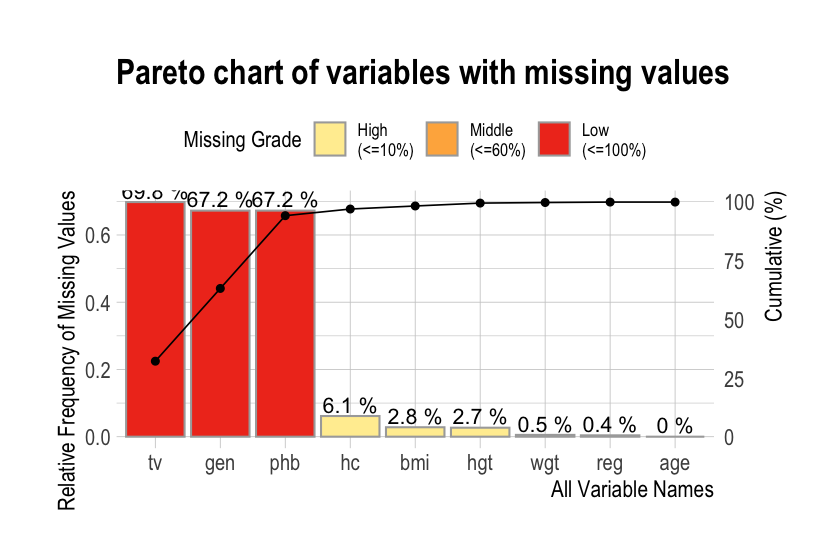 Pareto chart of variables with missing values
Missing Grade
High
(<=10%)
Middle
(<=60%)
Low
(<=100%)
Relative Frequency of Missing Values
0.6
0.4
0.2
0.0
69.8 %
67.2 %
67.2 %
6.1 %
2.8 %
2.7 %
0.5 %
0.4 %
0 %
100
75
50
25
0
Cumulative (%)
tv
gen
phb
hc
bmi
hgt
wgt
reg
age
All Variable Names